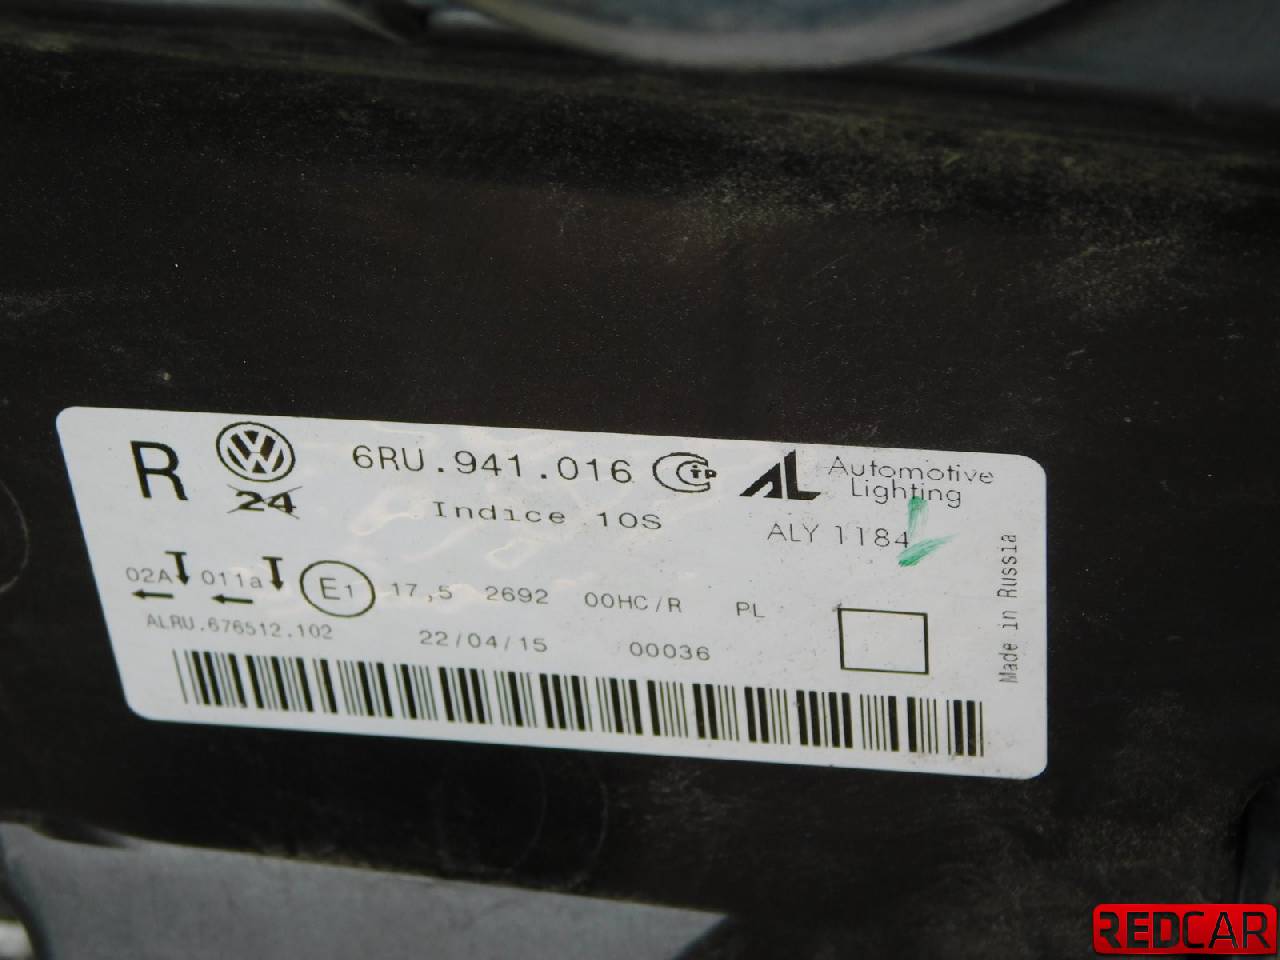 R 6RU.941.016 AL Automotive Lighting
24 Indice 10S ALY 1184
02A 011a E1 17,5 2692 00HC/R PL
ALRU.676512.102 22/04/15 00036
Made in Russia
REDCAR